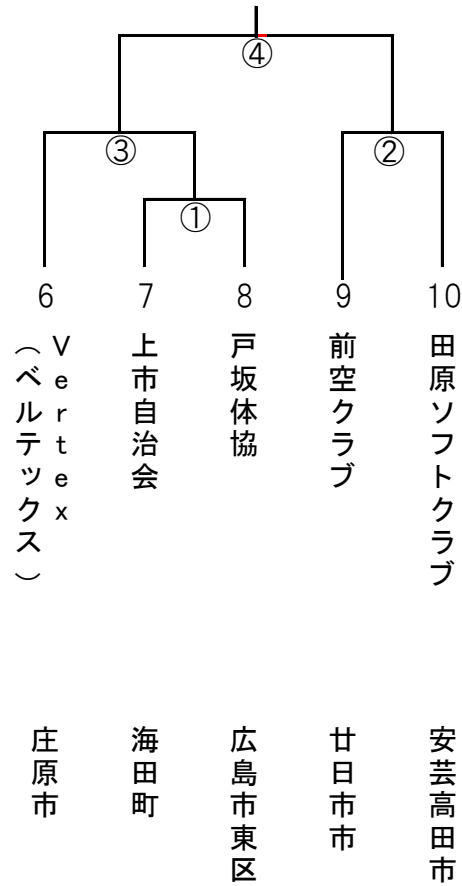 ④
③
②
①
6
7
8
9
10
Vertex
（ベルテックス）
上市自治会
戸坂体協
前空クラブ
田原ソフトクラブ
庄原市
海田町
広島市東区
廿日市市
安芸高田市